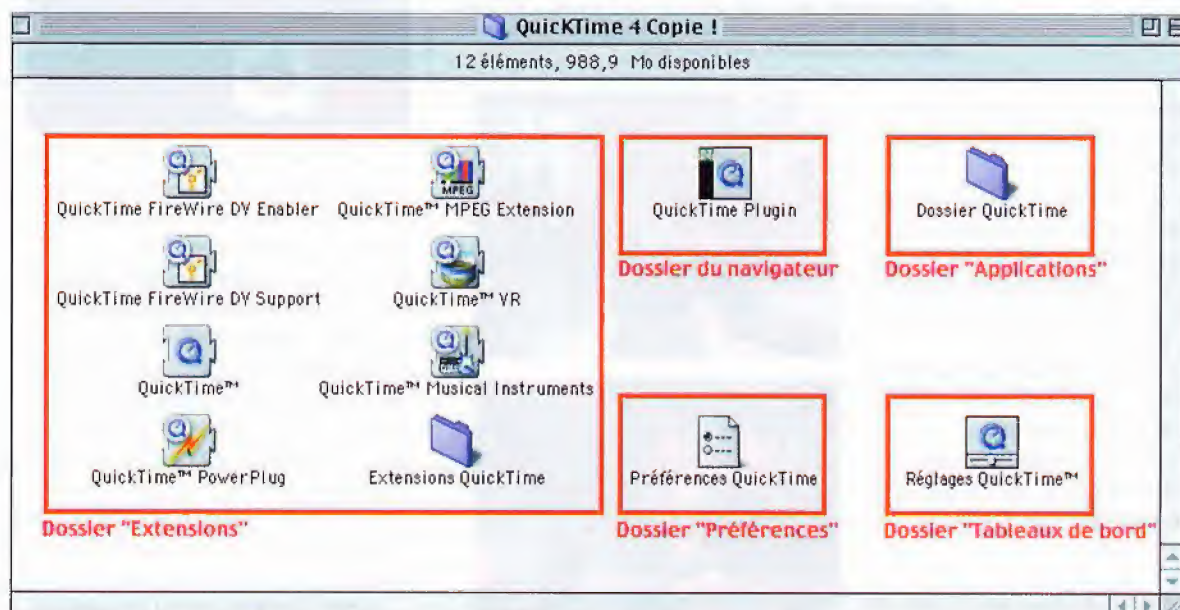 QuicKTime 4 Copie !
12 éléments, 988,9 Mo disponibles
QuickTime FireWire DV Enabler
MPEG
QuickTime™ MPEG Extension
QuickTime FireWire DV Support
QuickTime™ VR
QuickTime™
QuickTime™ Musical Instruments
QuickTime™ PowerPlug
Extensions QuickTime
Dossier "Extensions"
QuickTime Plugin
Dossier du navigateur
Dossier QuickTime
Dossier "Applications"
Préférences QuickTime
Dossier "Préférences"
Réglages QuickTime™
Dossier "Tableaux de bord"